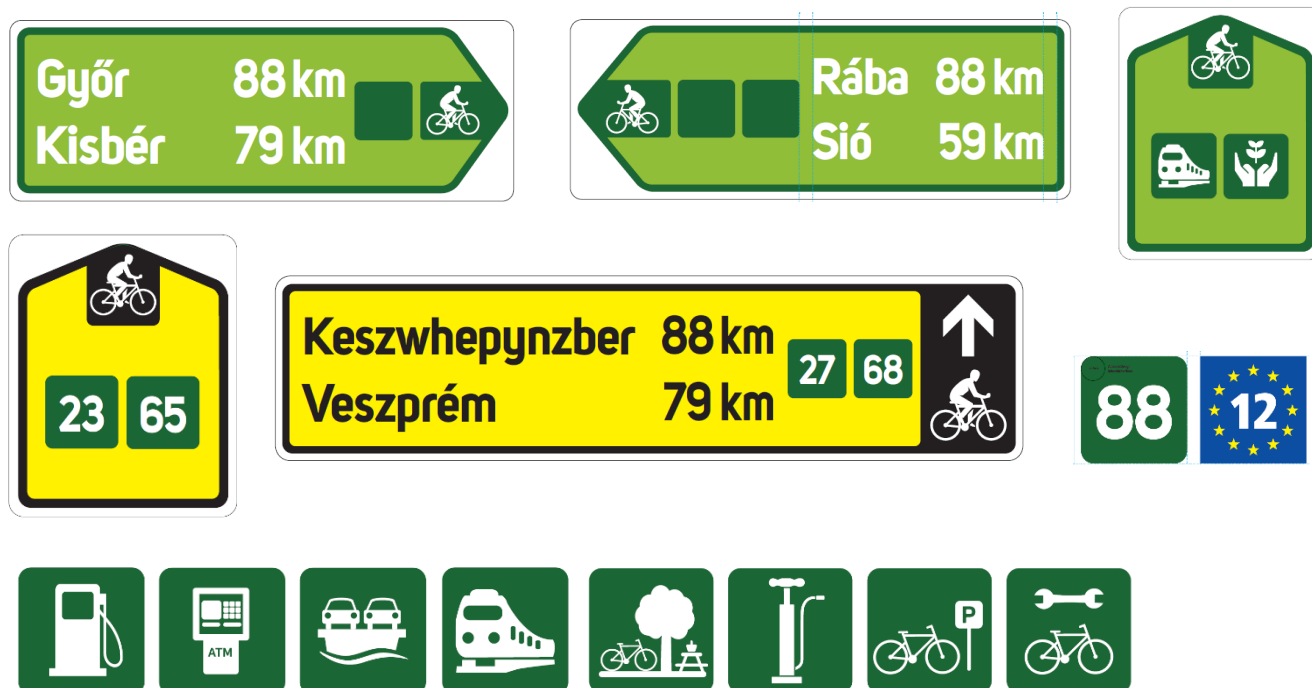 Győr 88 km
Kisbér 79 km
Rába 88 km
Sió 59 km
23 65
Keszwhepynzber 88 km
Veszprém 79 km
27 68
88
12
ATM
P